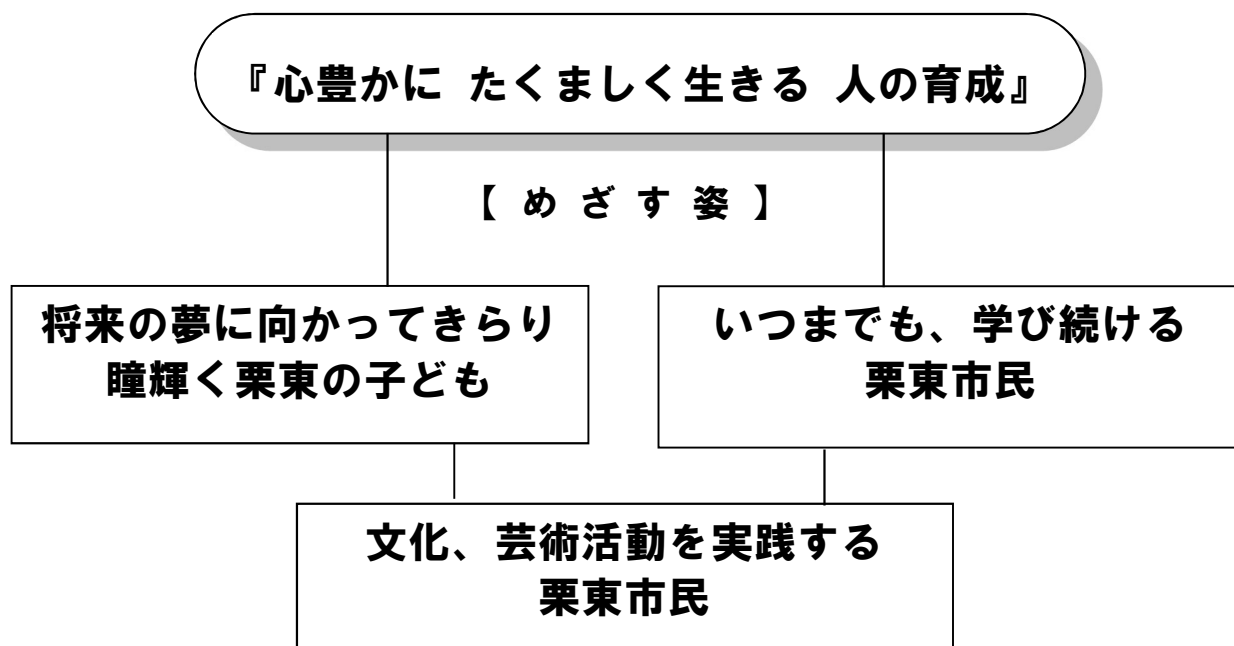 『心豊かに たくましく生きる 人の育成』
【 め ざ す 姿 】
将来の夢に向かってきらり
瞳輝く栗東の子ども
いつまでも、学び続ける
栗東市民
文化、芸術活動を実践する
栗東市民